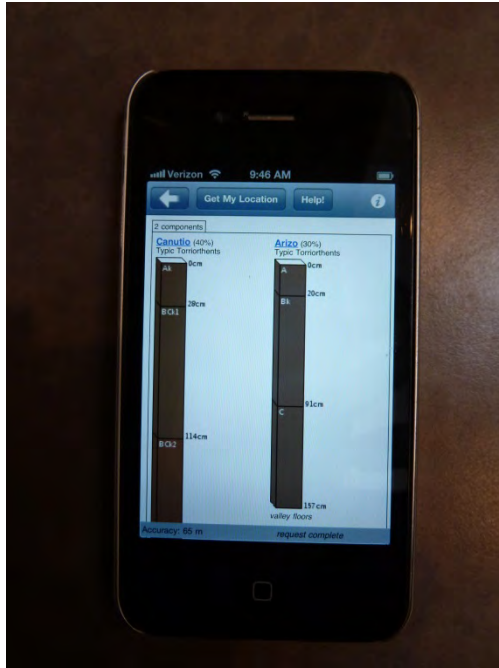 Verizon 9:46 AM
Get My Location Help!
2 components
Canutio (40%)
Typic Torriorthents
0cm
Ak
28cm
BCk1
114cm
BCk2
Arizo (30%)
Typic Torriorthents
0cm
A
20cm
Bk
91cm
C
157cm
valley floors
Accuracy: 65 m
request complete